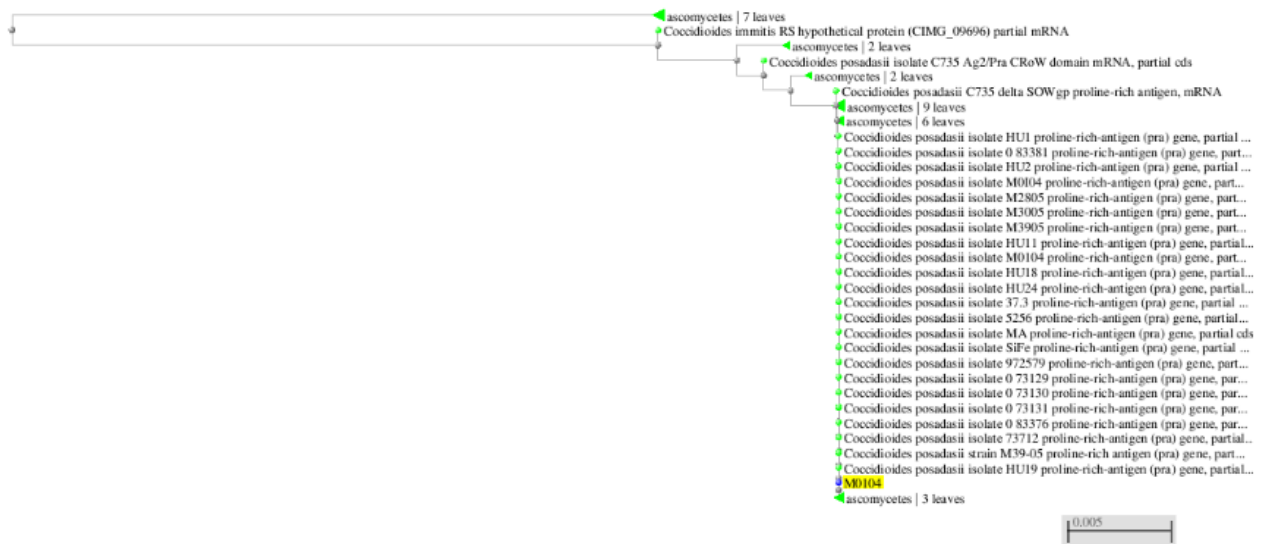 ascomycetes | 7 leaves
Coccidioides immitis RS hypothetical protein (CIMG_09696) partial mRNA
ascomycetes | 2 leaves
Coccidioides posadasii isolate C735 Ag2/Pra CRoW domain mRNA, partial cds
ascomycetes | 2 leaves
Coccidioides posadasii C735 delta SOWgp proline-rich antigen, mRNA
ascomycetes | 9 leaves
ascomycetes | 6 leaves
Coccidioides posadasii isolate HU1 proline-rich-antigen (pra) gene, partial ...
Coccidioides posadasii isolate 0 83381 proline-rich-antigen (pra) gene, part...
Coccidioides posadasii isolate HU2 proline-rich-antigen (pra) gene, partial ...
Coccidioides posadasii isolate M0I04 proline-rich-antigen (pra) gene, part...
Coccidioides posadasii isolate M2805 proline-rich-antigen (pra) gene, part...
Coccidioides posadasii isolate M3005 proline-rich-antigen (pra) gene, part...
Coccidioides posadasii isolate M3905 proline-rich-antigen (pra) gene, part...
Coccidioides posadasii isolate HU11 proline-rich-antigen (pra) gene, partial...
Coccidioides posadasii isolate M0104 proline-rich-antigen (pra) gene, part...
Coccidioides posadasii isolate HU18 proline-rich-antigen (pra) gene, partial...
Coccidioides posadasii isolate HU24 proline-rich-antigen (pra) gene, partial...
Coccidioides posadasii isolate 37.3 proline-rich-antigen (pra) gene, partial ...
Coccidioides posadasii isolate 5256 proline-rich-antigen (pra) gene, partial...
Coccidioides posadasii isolate MA proline-rich-antigen (pra) gene, partial cds
Coccidioides posadasii isolate SiFe proline-rich-antigen (pra) gene, partial ...
Coccidioides posadasii isolate 972579 proline-rich-antigen (pra) gene, part...
Coccidioides posadasii isolate 0 73129 proline-rich-antigen (pra) gene, par...
Coccidioides posadasii isolate 0 73130 proline-rich-antigen (pra) gene, par...
Coccidioides posadasii isolate 0 73131 proline-rich-antigen (pra) gene, par...
Coccidioides posadasii isolate 0 83376 proline-rich-antigen (pra) gene, par...
Coccidioides posadasii isolate 73712 proline-rich-antigen (pra) gene, partial...
Coccidioides posadasii strain M39-05 proline-rich antigen (pra) gene, part...
Coccidioides posadasii isolate HU19 proline-rich-antigen (pra) gene, partial...
M0104
ascomycetes | 3 leaves
0.005